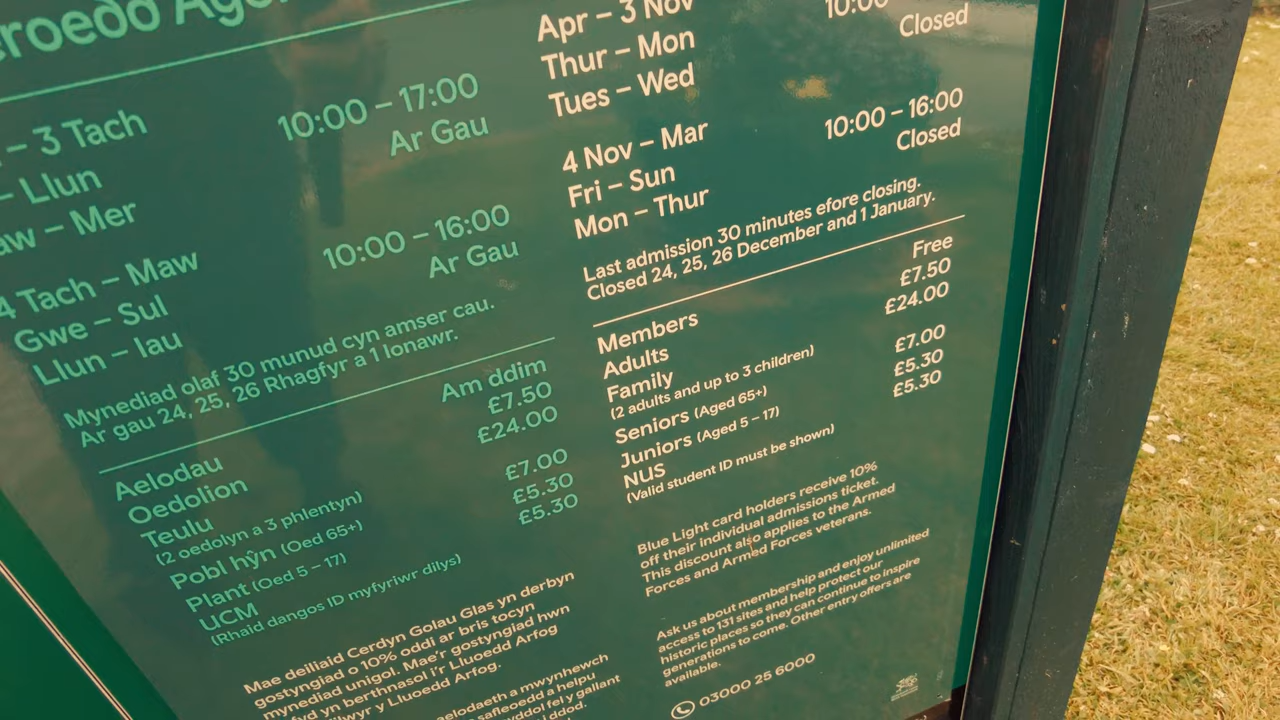 roedd
– 3 Tach 10:00 – 17:00
– Llun Ar Gau
aw – Mer
4 Tach – Maw 10:00 – 16:00
Gwe – Sul Ar Gau
Llun – Iau
Mynediad olaf 30 munud cyn amser cau.
Ar gau 24, 25, 26 Rhagfyr a 1 Ionawr.
Am ddim
Aelodau £7.50
Oedolion £24.00
Teulu
(2 oedolyn a 3 phlentyn) £7.00
Pobl hŷn (Oed 65+) £5.30
Plant (Oed 5 – 17) £5.30
UCM
(Rhaid dangos ID myfyriwr dilys)
Mae deilliaid Cerdyn Golau Glas yn derbyn
gostyngiad o 10% oddi ar bris tocyn
mynediad unigol. Mae'r gostyngiad hwn
fyd yn berthnasol i'r Lluoedd Arfog
filwyr y Lluoedd Arfog.
aelodaeth a mwynhewch
safleoedd a helpu
yddol fel y gallant
i ddod.
Apr – 3 Nov 10:00
Thur – Mon Closed
Tues – Wed
4 Nov – Mar 10:00 – 16:00
Fri – Sun Closed
Mon – Thur
Last admission 30 minutes efore closing.
Closed 24, 25, 26 December and 1 January.
Free
Members £7.50
Adults £24.00
Family
(2 adults and up to 3 children) £7.00
Seniors (Aged 65+) £5.30
Juniors (Aged 5 – 17) £5.30
NUS
(Valid student ID must be shown)
Blue Light card holders receive 10%
off their individual admissions ticket.
This discount also applies to the Armed
Forces and Armed Forces veterans.
Ask us about membership and enjoy unlimited
access to 131 sites and help protect our
historic places so they can continue to inspire
generations to come. Other entry offers are
available.
03000 25 6000